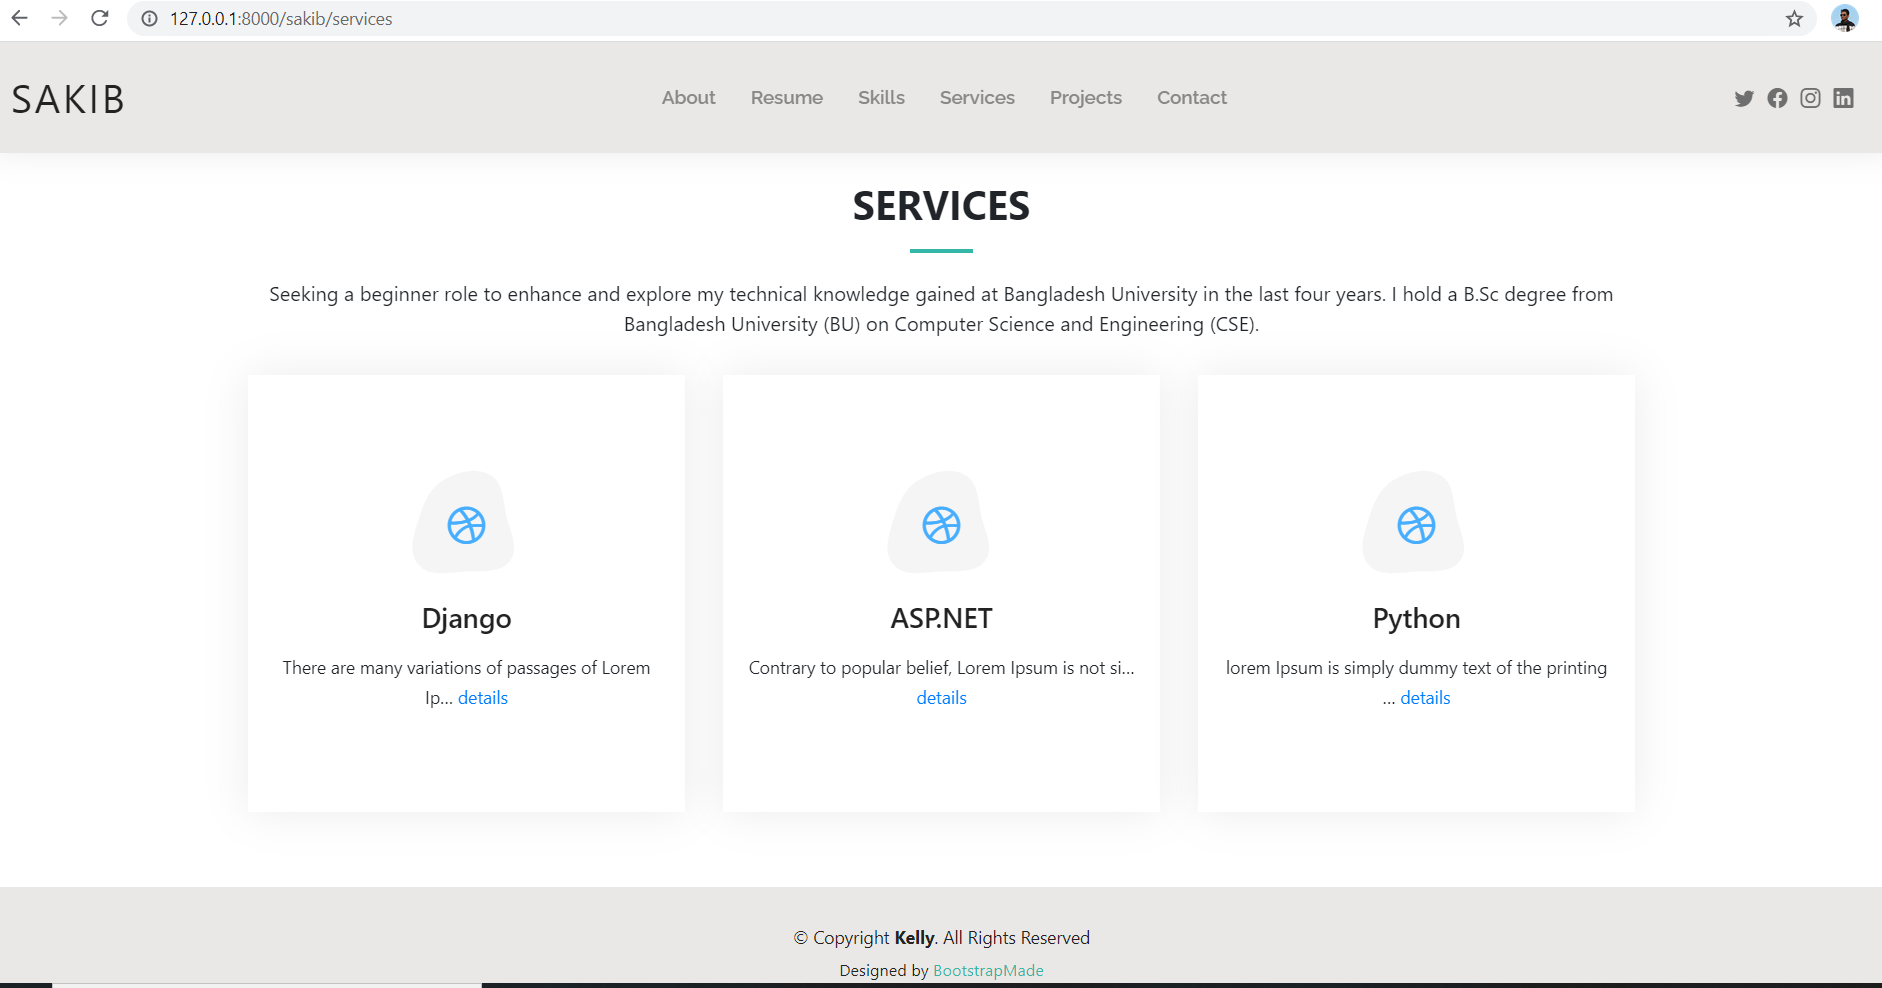 127.0.0.1:8000/sakib/services
SAKIB
About Resume Skills Services Projects Contact
SERVICES
Seeking a beginner role to enhance and explore my technical knowledge gained at Bangladesh University in the last four years. I hold a B.Sc degree from
Bangladesh University (BU) on Computer Science and Engineering (CSE).
Django
There are many variations of passages of Lorem
Ip... details
ASP.NET
Contrary to popular belief, Lorem Ipsum is not si...
details
Python
lorem Ipsum is simply dummy text of the printing
... details
© Copyright Kelly. All Rights Reserved
Designed by BootstrapMade